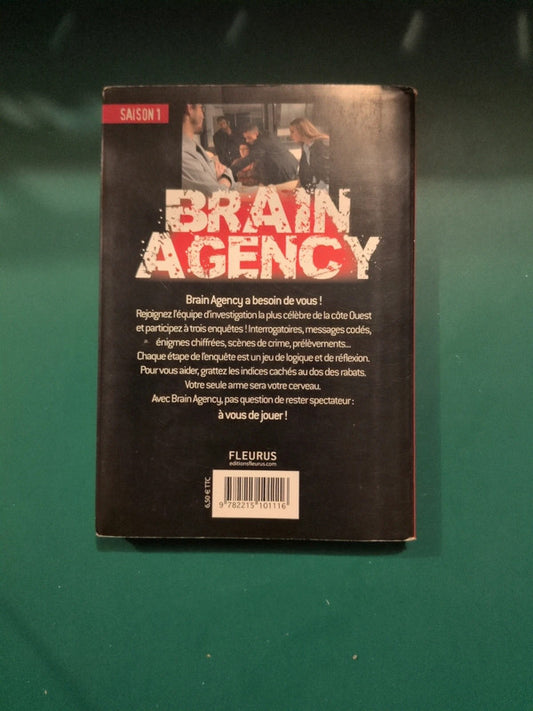 SAISON 1
BRAIN
AGENCY
Brain Agency a besoin de vous !
Rejoignez l'équipe d'investigation la plus célèbre de la côte Ouest
et participez à trois enquêtes ! Interrogatoires, messages codés,
énigmes chiffrées, scènes de crime, prélèvements...
Chaque étape de l'enquête est un jeu de logique et de réflexion.
Pour vous aider, grattez les indices cachés au dos des rabats.
Votre seule arme sera votre cerveau.
Avec Brain Agency, pas question de rester spectateur :
à vous de jouer !
FLEURUS
editionsfleurus.com
6,50 € TTC
9 782215 101116